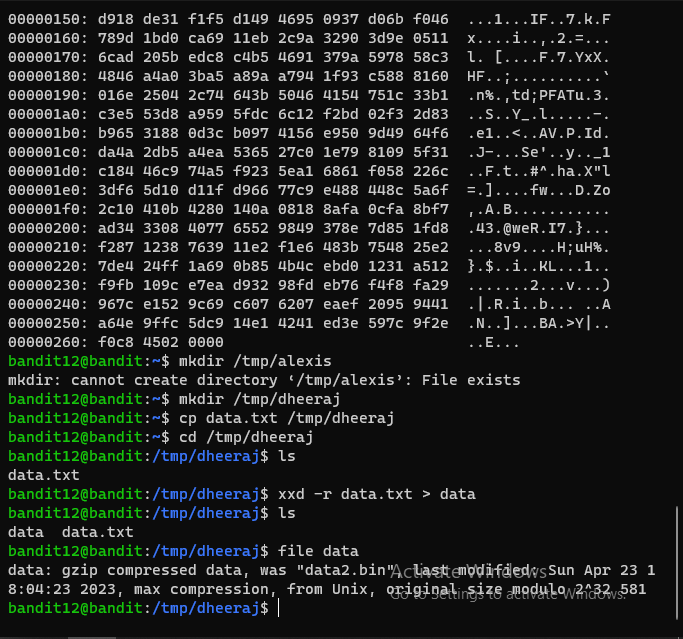 00000150: d918 de31 f1f5 d149 4695 0937 d06b f046  ...1...IF..7.k.F
00000160: 789d 1bd0 ca69 11eb 2c9a 3290 3d9e 0511  x....i..,.2.=...
00000170: 6cad 205b edc8 c4b5 4691 379a 5978 58c3  l. [....F.7.YxX.
00000180: 4846 a4a0 3ba5 a89a a794 1f93 c588 8160  HF..;..........`
00000190: 016e 2504 2c74 643b 5046 4154 751c 33b1  .n%.,td;PFATu.3.
000001a0: c3e5 53d8 a959 5fdc 6c12 f2bd 02f3 2d83  ..S..Y_.l.....-.
000001b0: b965 3188 0d3c b097 4156 e950 9d49 64f6  .e1..<..AV.P.Id.
000001c0: da4a 2db5 a4ea 5365 27c0 1e79 8109 5f31  .J-...Se'..y.._1
000001d0: c184 46c9 74a5 f923 5ea1 6861 f058 226c  ..F.t..#^.ha.X"l
000001e0: 3df6 5d10 d11f d966 77c9 e488 448c 5a6f  =.]....fw...D.Zo
000001f0: 2c10 410b 4280 140a 0818 8afa 0cfa 8bf7  ,.A.B...........
00000200: ad34 3308 4077 6552 9849 378e 7d85 1fd8  .43.@weR.I7.}...
00000210: f287 1238 7639 11e2 f1e6 483b 7548 25e2  ...8v9....H;uH%.
00000220: 7de4 24ff 1a69 0b85 4b4c ebd0 1231 a512  }.$..i..KL...1..
00000230: f9fb 109c e7ea d932 98fd eb76 f4f8 fa29  .......2...v...)
00000240: 967c e152 9c69 c607 6207 eaef 2095 9441  .|.R.i..b... ..A
00000250: a64e 9ffc 5dc9 14e1 4241 ed3e 597c 9f2e  .N..]...BA.>Y|..
00000260: f0c8 4502 0000  ..E...
bandit12@bandit:~$ mkdir /tmp/alexis
mkdir: cannot create directory ‘/tmp/alexis’: File exists
bandit12@bandit:~$ mkdir /tmp/dheeraj
bandit12@bandit:~$ cp data.txt /tmp/dheeraj
bandit12@bandit:~$ cd /tmp/dheeraj
bandit12@bandit:/tmp/dheeraj$ ls
data.txt
bandit12@bandit:/tmp/dheeraj$ xxd -r data.txt > data
bandit12@bandit:/tmp/dheeraj$ ls
data  data.txt
bandit12@bandit:/tmp/dheeraj$ file data
data: gzip compressed data, was "data2.bin", last modified: Sun Apr 23 1
8:04:23 2023, max compression, from Unix, original size modulo 2^32 581
bandit12@bandit:/tmp/dheeraj$
Activate Windows
Go to Settings to activate Windows.